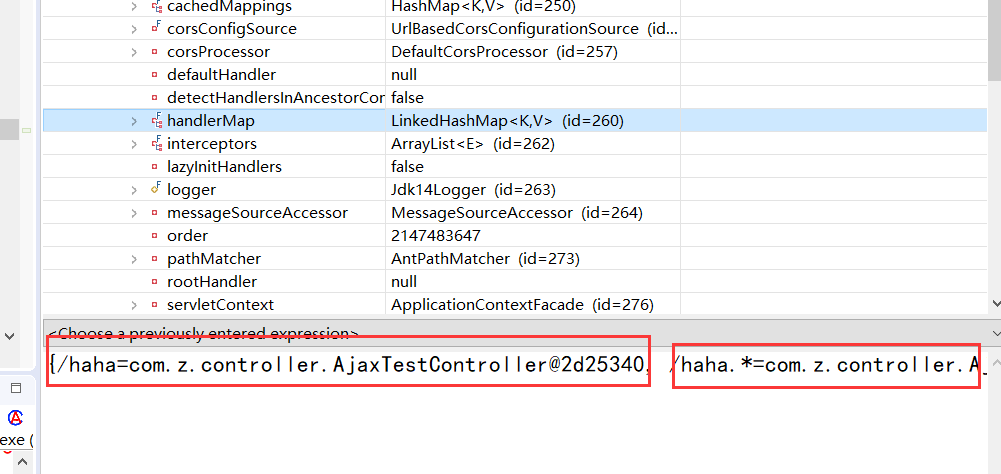 cachedMappings HashMap<K,V> (id=250)
corsConfigSource UrlBasedCorsConfigurationSource (id...
corsProcessor DefaultCorsProcessor (id=257)
defaultHandler null
detectHandlersInAncestorCor false
handlerMap LinkedHashMap<K,V> (id=260)
interceptors ArrayList<E> (id=262)
lazyInitHandlers false
logger Jdk14Logger (id=263)
messageSourceAccessor MessageSourceAccessor (id=264)
order 2147483647
pathMatcher AntPathMatcher (id=273)
rootHandler null
servletContext ApplicationContextFacade (id=276)
<Choose a previously entered expression>
{/haha=com.z.controller.AjaxTestController@2d25340, /haha.*=com.z.controller.Aj
exe (